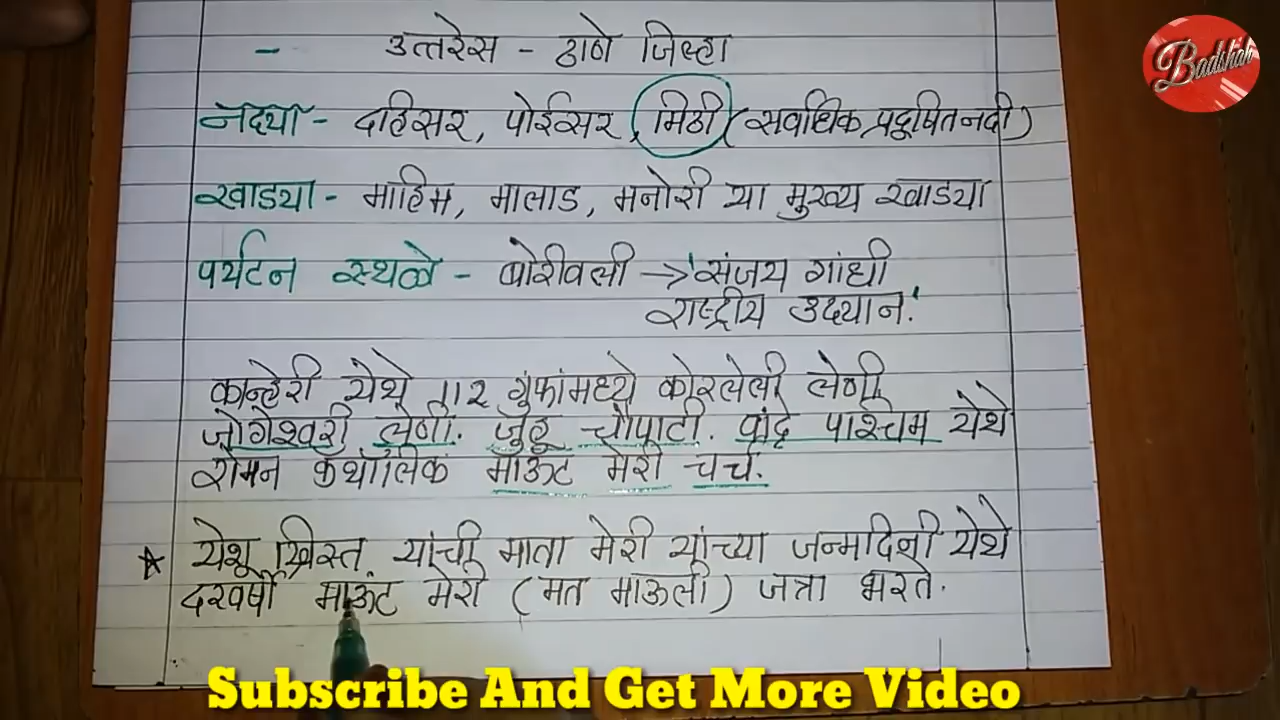 - उत्तरेस - ठाणे जिल्हा
Badshah
नद्या - दहिसर, पोईसर, मिठी (सर्वाधिक प्रदुषित नदी)
खाड्या - माहिम, मालाड, मनोरी या मुख्य खाड्या
पर्यटन स्थळे - बोरीवली → 'संजय गांधी
राष्ट्रीय उद्यान.'
कान्हेरी येथे 112 गुंफांमध्ये कोरलेली लेणी
जोगेश्वरी लेणी. जुहू चौपाटी. वांद्रे पश्चिम येथे
रोमन कॅथॉलिक माऊंट मेरी चर्च.
☆ येशू ख्रिस्त यांची माता मेरी यांच्या जन्मदिनी येथे
दरवर्षी माऊंट मेरी (मत माऊली) जत्रा भरते.
Subscribe And Get More Video